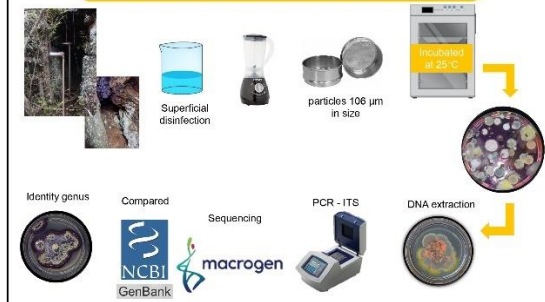 Superficial
disinfection
particles 106 µm
in size
Incubated
at 25°C
Identity genus
Compared
NCBI
GenBank
Sequencing
macrogen
PCR - ITS
DNA extraction